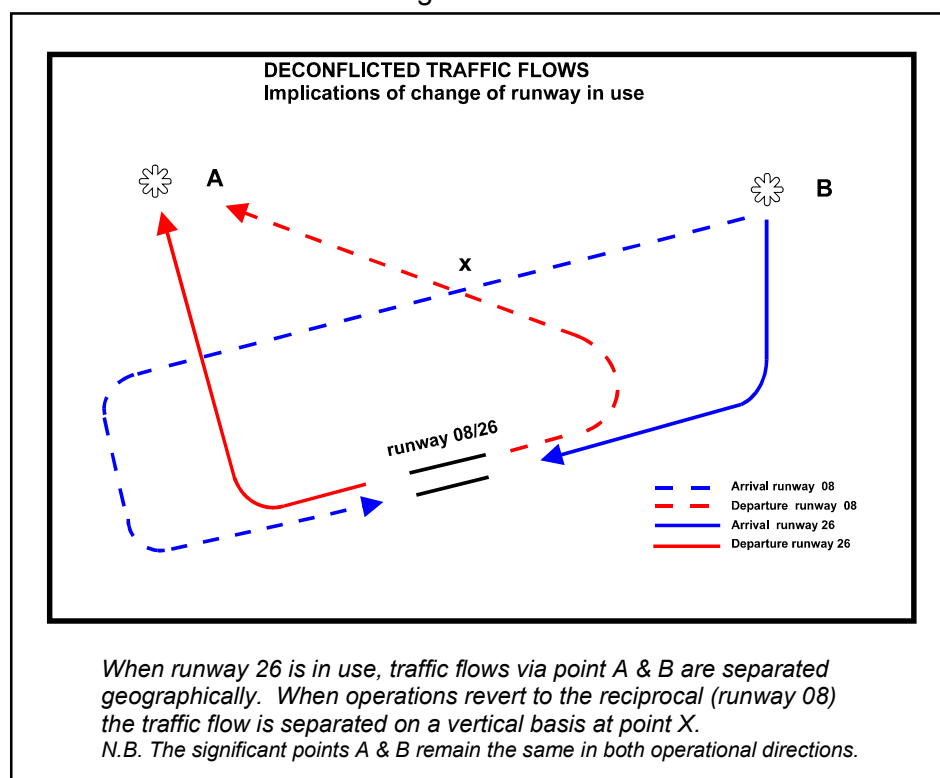 DECONFLICTED TRAFFIC FLOWS
Implications of change of runway in use
A
B
x
runway 08/26
Arrival runway 08
Departure runway 08
Arrival runway 26
Departure runway 26
When runway 26 is in use, traffic flows via point A & B are separated
geographically. When operations revert to the reciprocal (runway 08)
the traffic flow is separated on a vertical basis at point X.
N.B. The significant points A & B remain the same in both operational directions.